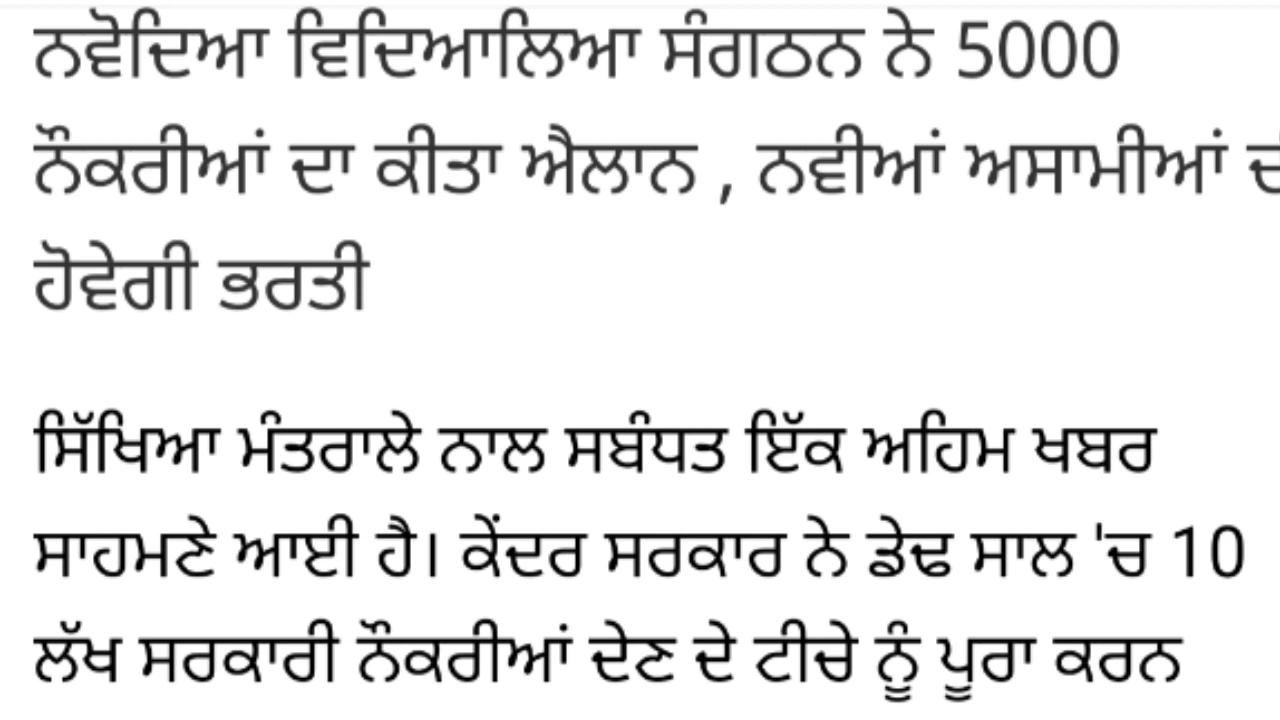 ਨਵੋਦਿਆ ਵਿਦਿਆਲਿਆ ਸੰਗਠਨ ਨੇ 5000
ਨੌਕਰੀਆਂ ਦਾ ਕੀਤਾ ਐਲਾਨ , ਨਵੀਆਂ ਅਸਾਮੀਆਂ
ਹੋਵੇਗੀ ਭਰਤੀ
ਸਿੱਖਿਆ ਮੰਤਰਾਲੇ ਨਾਲ ਸਬੰਧਤ ਇੱਕ ਅਹਿਮ ਖਬਰ
ਸਾਹਮਣੇ ਆਈ ਹੈ। ਕੇਂਦਰ ਸਰਕਾਰ ਨੇ ਡੇਢ ਸਾਲ 'ਚ 10
ਲੱਖ ਸਰਕਾਰੀ ਨੌਕਰੀਆਂ ਦੇਣ ਦੇ ਟੀਚੇ ਨੂੰ ਪੂਰਾ ਕਰਨ